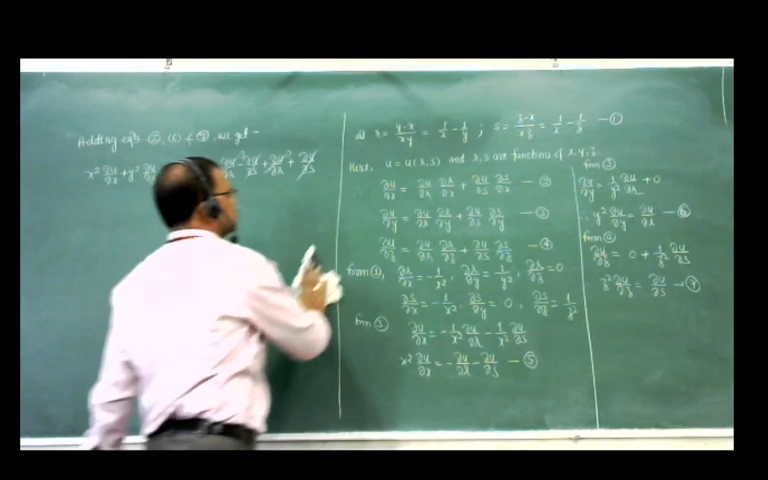 Adding eqns ⑤, ⑥ & ⑦, we get -
x² ∂u/∂x + y² ∂u/∂y
∂u/∂s + ∂u/∂r + ∂u/∂s
Let r = (y-x)/xy = 1/x - 1/y ; s = (z-x)/xz = 1/x - 1/z — ①
Here, u = u(r,s) and r,s are functions of x,y,z
∴ ∂u/∂x = ∂u/∂r ∂r/∂x + ∂u/∂s ∂s/∂x — ②
∂u/∂y = ∂u/∂r ∂r/∂y + ∂u/∂s ∂s/∂y — ③
∂u/∂z = ∂u/∂r ∂r/∂z + ∂u/∂s ∂s/∂z — ④
from ①, ∂r/∂x = -1/x², ∂r/∂y = 1/y², ∂r/∂z = 0
∂s/∂x = -1/x², ∂s/∂y = 0, ∂s/∂z = 1/z²
from ②
∂u/∂x = -1/x² ∂u/∂r - 1/x² ∂u/∂s
x² ∂u/∂x = -∂u/∂r - ∂u/∂s — ⑤
from ③
∂u/∂y = 1/y² ∂u/∂r + 0
∴ y² ∂u/∂y = ∂u/∂r — ⑥
from ④
∂u/∂z = 0 + 1/z² ∂u/∂s
z² ∂u/∂z = ∂u/∂s → ⑦